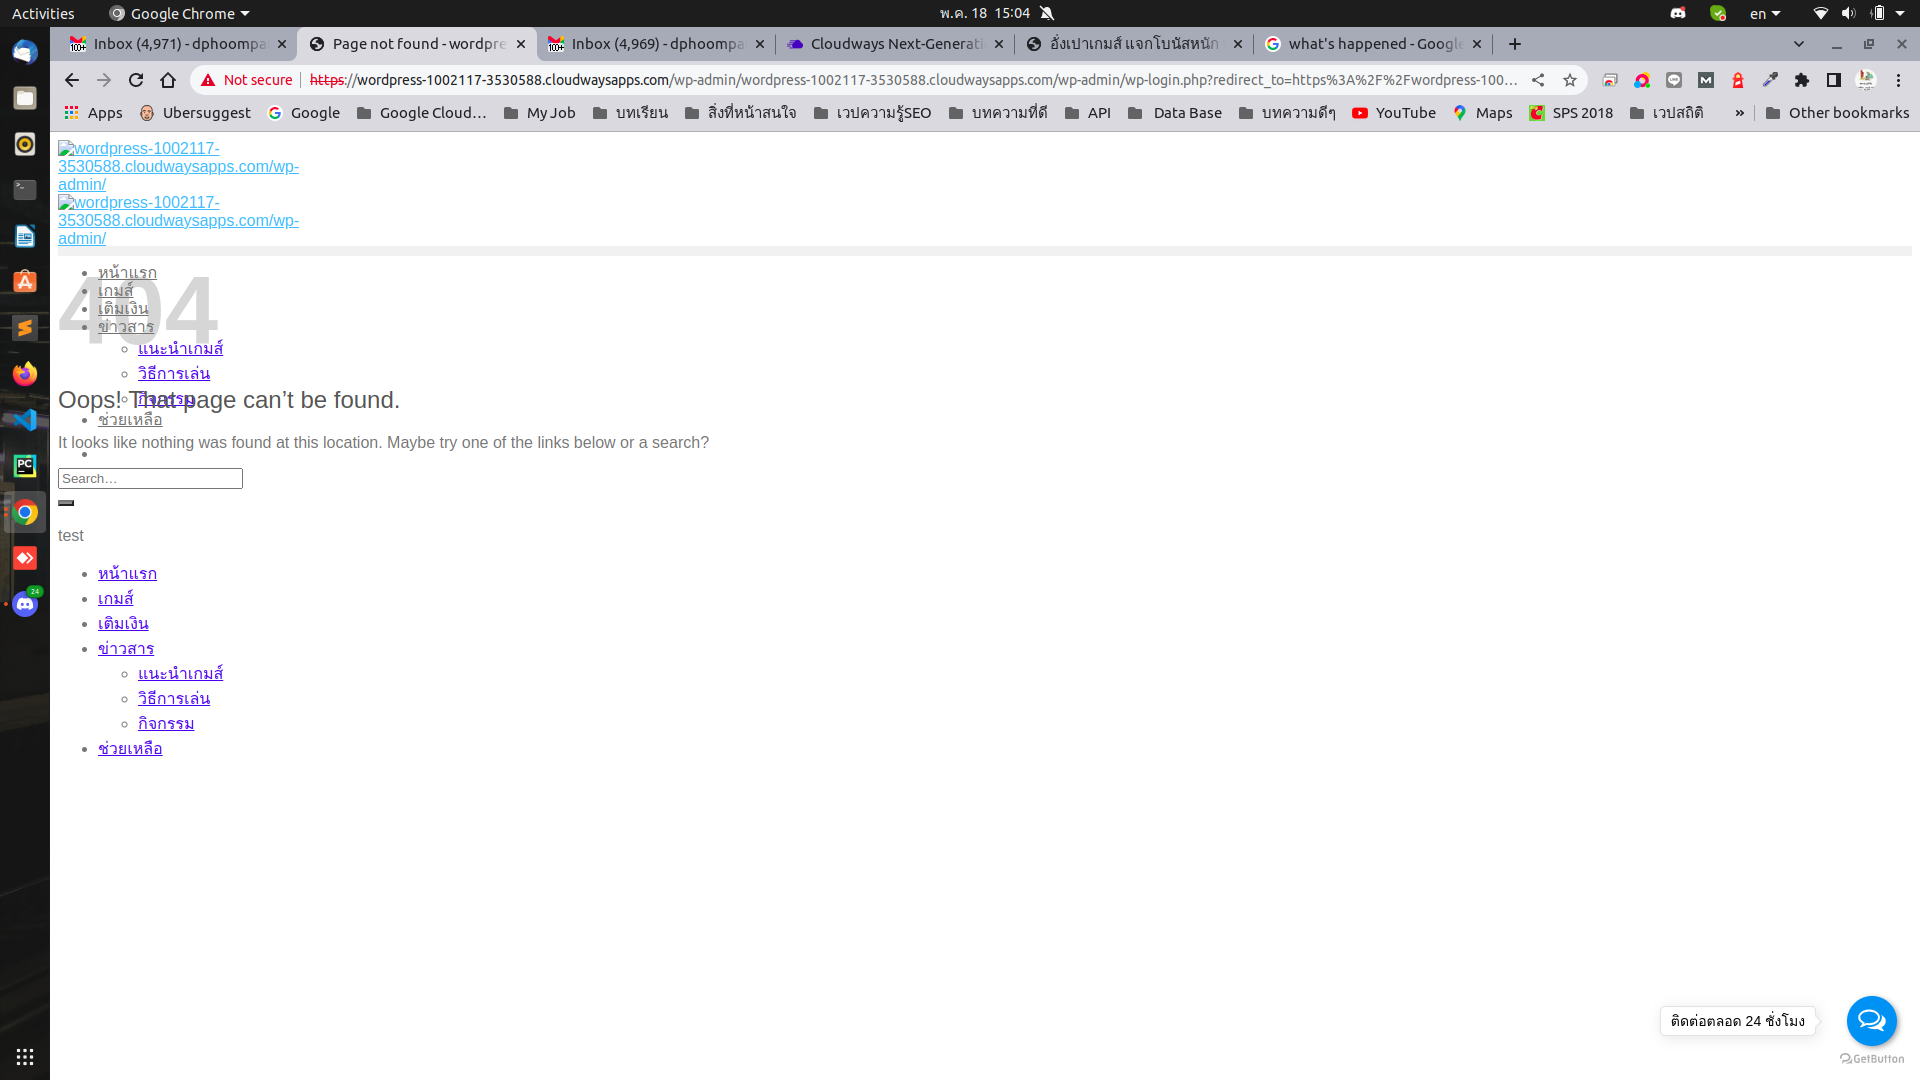 Activities
Google Chrome
พ.ค. 18 15:04
en
Inbox (4,971) - dphoompa
Page not found - wordpre
Inbox (4,969) - dphoompa
Cloudways Next-Generati
อั่งเปาเกมส์ แจกโบนัสหนัก
what's happened - Google
Not secure
https://wordpress-1002117-3530588.cloudwaysapps.com/wp-admin/wordpress-1002117-3530588.cloudwaysapps.com/wp-admin/wp-login.php?redirect_to=https%3A%2F%2Fwordpress-100...
Apps
Ubersuggest
Google
Google Cloud...
My Job
บทเรียน
สิ่งที่หน้าสนใจ
เวปความรู้SEO
บทความที่ดี
API
Data Base
บทความดีๆ
YouTube
Maps
SPS 2018
เวปสถิติ
»
Other bookmarks
wordpress-1002117-
3530588.cloudwaysapps.com/wp-
admin/
wordpress-1002117-
3530588.cloudwaysapps.com/wp-
admin/
หน้าแรก
เกมส์
เติมเงิน
ข่าวสาร
404
แนะนำเกมส์
วิธีการเล่น
กิจกรรม
Oops! That page can’t be found.
ช่วยเหลือ
It looks like nothing was found at this location. Maybe try one of the links below or a search?
Search…
test
หน้าแรก
เกมส์
เติมเงิน
ข่าวสาร
แนะนำเกมส์
วิธีการเล่น
กิจกรรม
ช่วยเหลือ
24
ติดต่อตลอด 24 ชั่วโมง
GetButton